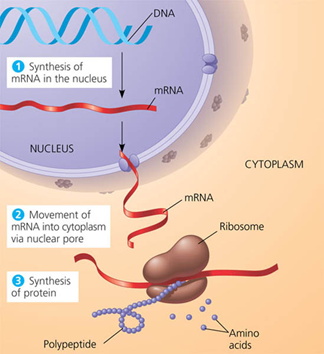 DNA
1 Synthesis of
mRNA in the nucleus
mRNA
NUCLEUS
CYTOPLASM
mRNA
2 Movement of
mRNA into cytoplasm
via nuclear pore
Ribosome
3 Synthesis
of protein
Amino
acids
Polypeptide